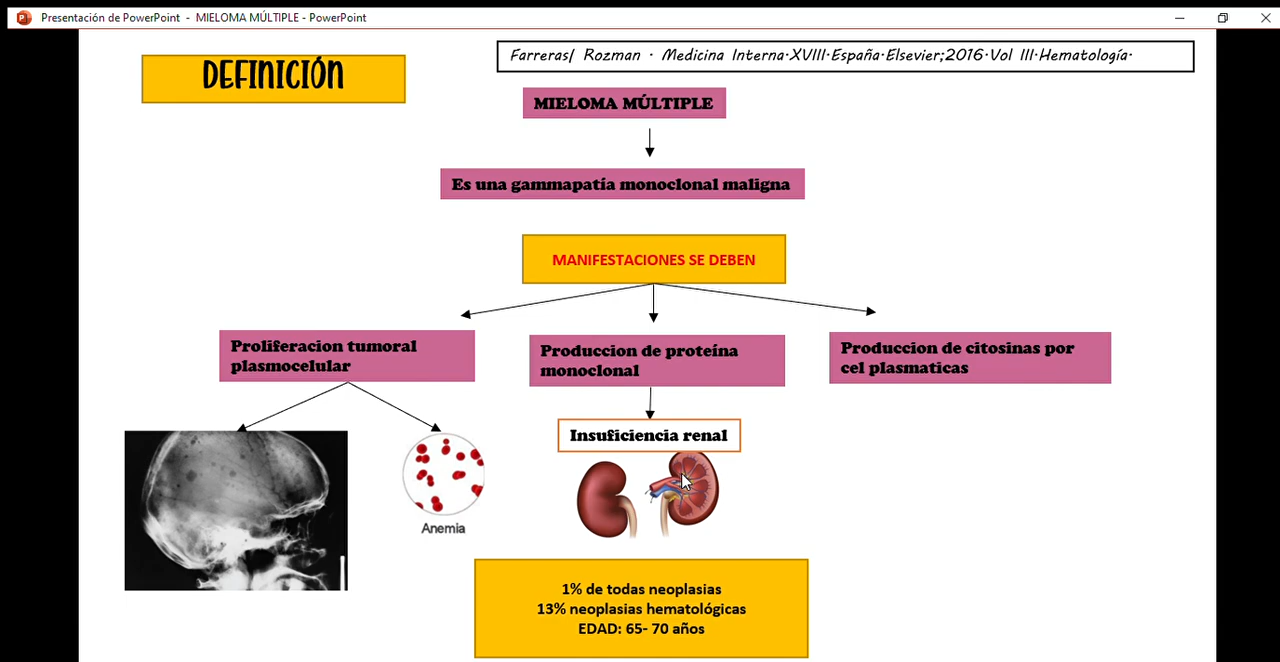 Presentación de PowerPoint - MIELOMA MÚLTIPLE - PowerPoint
DEFINICIÓN
Farreras/ Rozman · Medicina Interna·XVIII·España·Elsevier;2016·Vol III·Hematología·
MIELOMA MÚLTIPLE
Es una gammapatía monoclonal maligna
MANIFESTACIONES SE DEBEN
Proliferacion tumoral
plasmocelular
Produccion de proteína
monoclonal
Produccion de citosinas por
cel plasmaticas
Insuficiencia renal
Anemia
1% de todas neoplasias
13% neoplasias hematológicas
EDAD: 65- 70 años